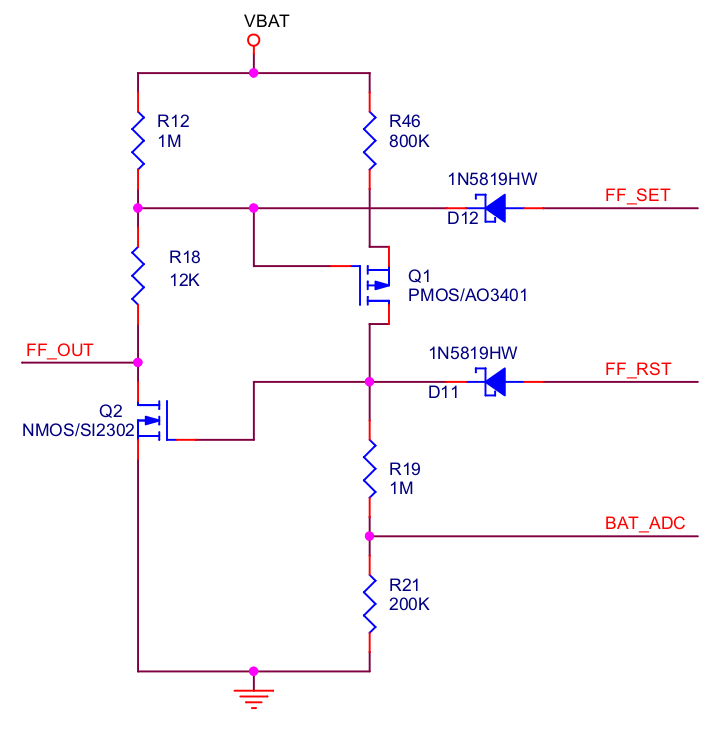 VBAT
R12
1M
R46
800K
1N5819HW
FF_SET
D12
R18
12K
Q1
PMOS/AO3401
FF_OUT
1N5819HW
FF_RST
D11
Q2
NMOS/SI2302
R19
1M
BAT_ADC
R21
200K